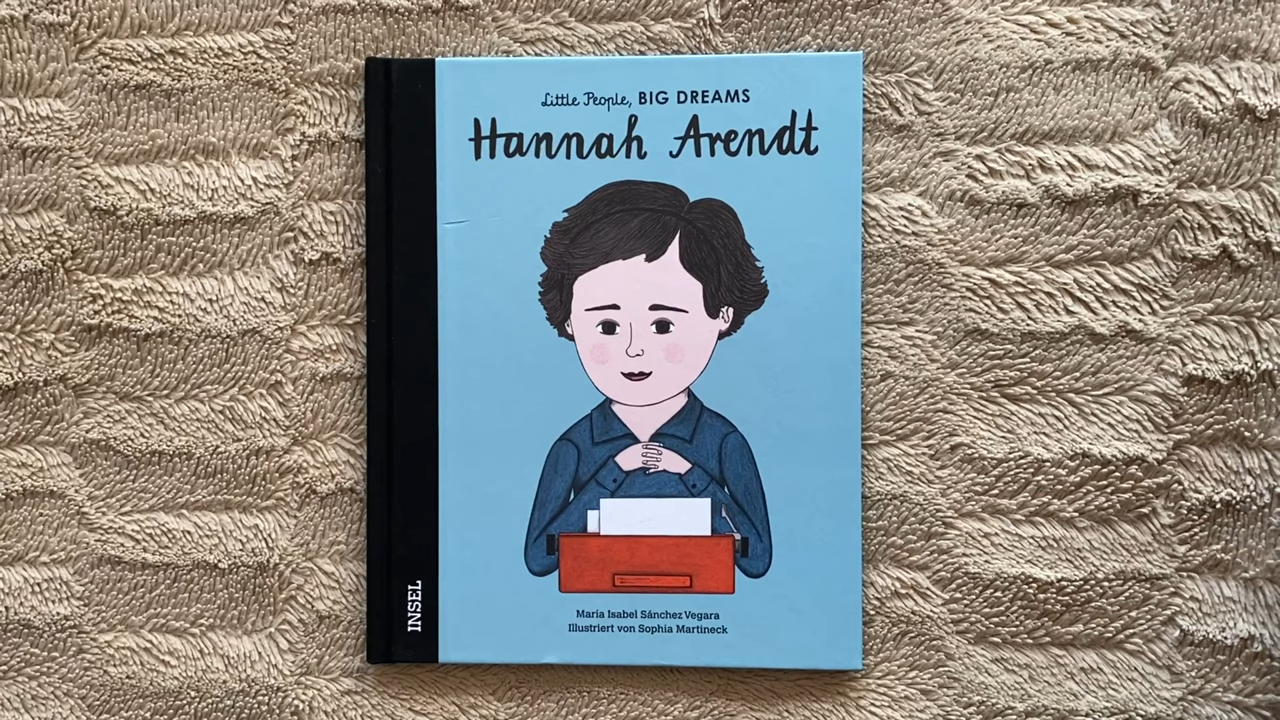 Little People, BIG DREAMS
Hannah Arendt
INSEL
Maria Isabel Sánchez Vegara
Illustriert von Sophia Martineck